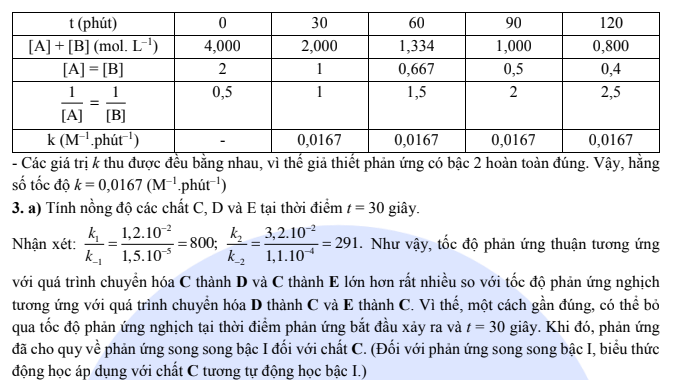 t (phút) 0 30 60 90 120
[A] + [B] (mol. L⁻¹) 4,000 2,000 1,334 1,000 0,800
[A] = [B] 2 1 0,667 0,5 0,4
1/[A] = 1/[B] 0,5 1 1,5 2 2,5
k (M⁻¹.phút⁻¹) - 0,0167 0,0167 0,0167 0,0167
- Các giá trị k thu được đều bằng nhau, vì thế giả thiết phản ứng có bậc 2 hoàn toàn đúng. Vậy, hằng
số tốc độ k = 0,0167 (M⁻¹.phút⁻¹)
3. a) Tính nồng độ các chất C, D và E tại thời điểm t = 30 giây.
Nhận xét: k₁/k₋₁ = 1,2.10⁻²/1,5.10⁻⁵ = 800; k₂/k₋₂ = 3,2.10⁻²/1,1.10⁻⁴ = 291. Như vậy, tốc độ phản ứng thuận tương ứng
với quá trình chuyển hóa C thành D và C thành E lớn hơn rất nhiều so với tốc độ phản ứng nghịch
tương ứng với quá trình chuyển hóa D thành C và E thành C. Vì thế, một cách gần đúng, có thể bỏ
qua tốc độ phản ứng nghịch tại thời điểm phản ứng bắt đầu xảy ra và t = 30 giây. Khi đó, phản ứng
đã cho quy về phản ứng song song bậc I đối với chất C. (Đối với phản ứng song song bậc I, biểu thức
động học áp dụng với chất C tương tự động học bậc I.)